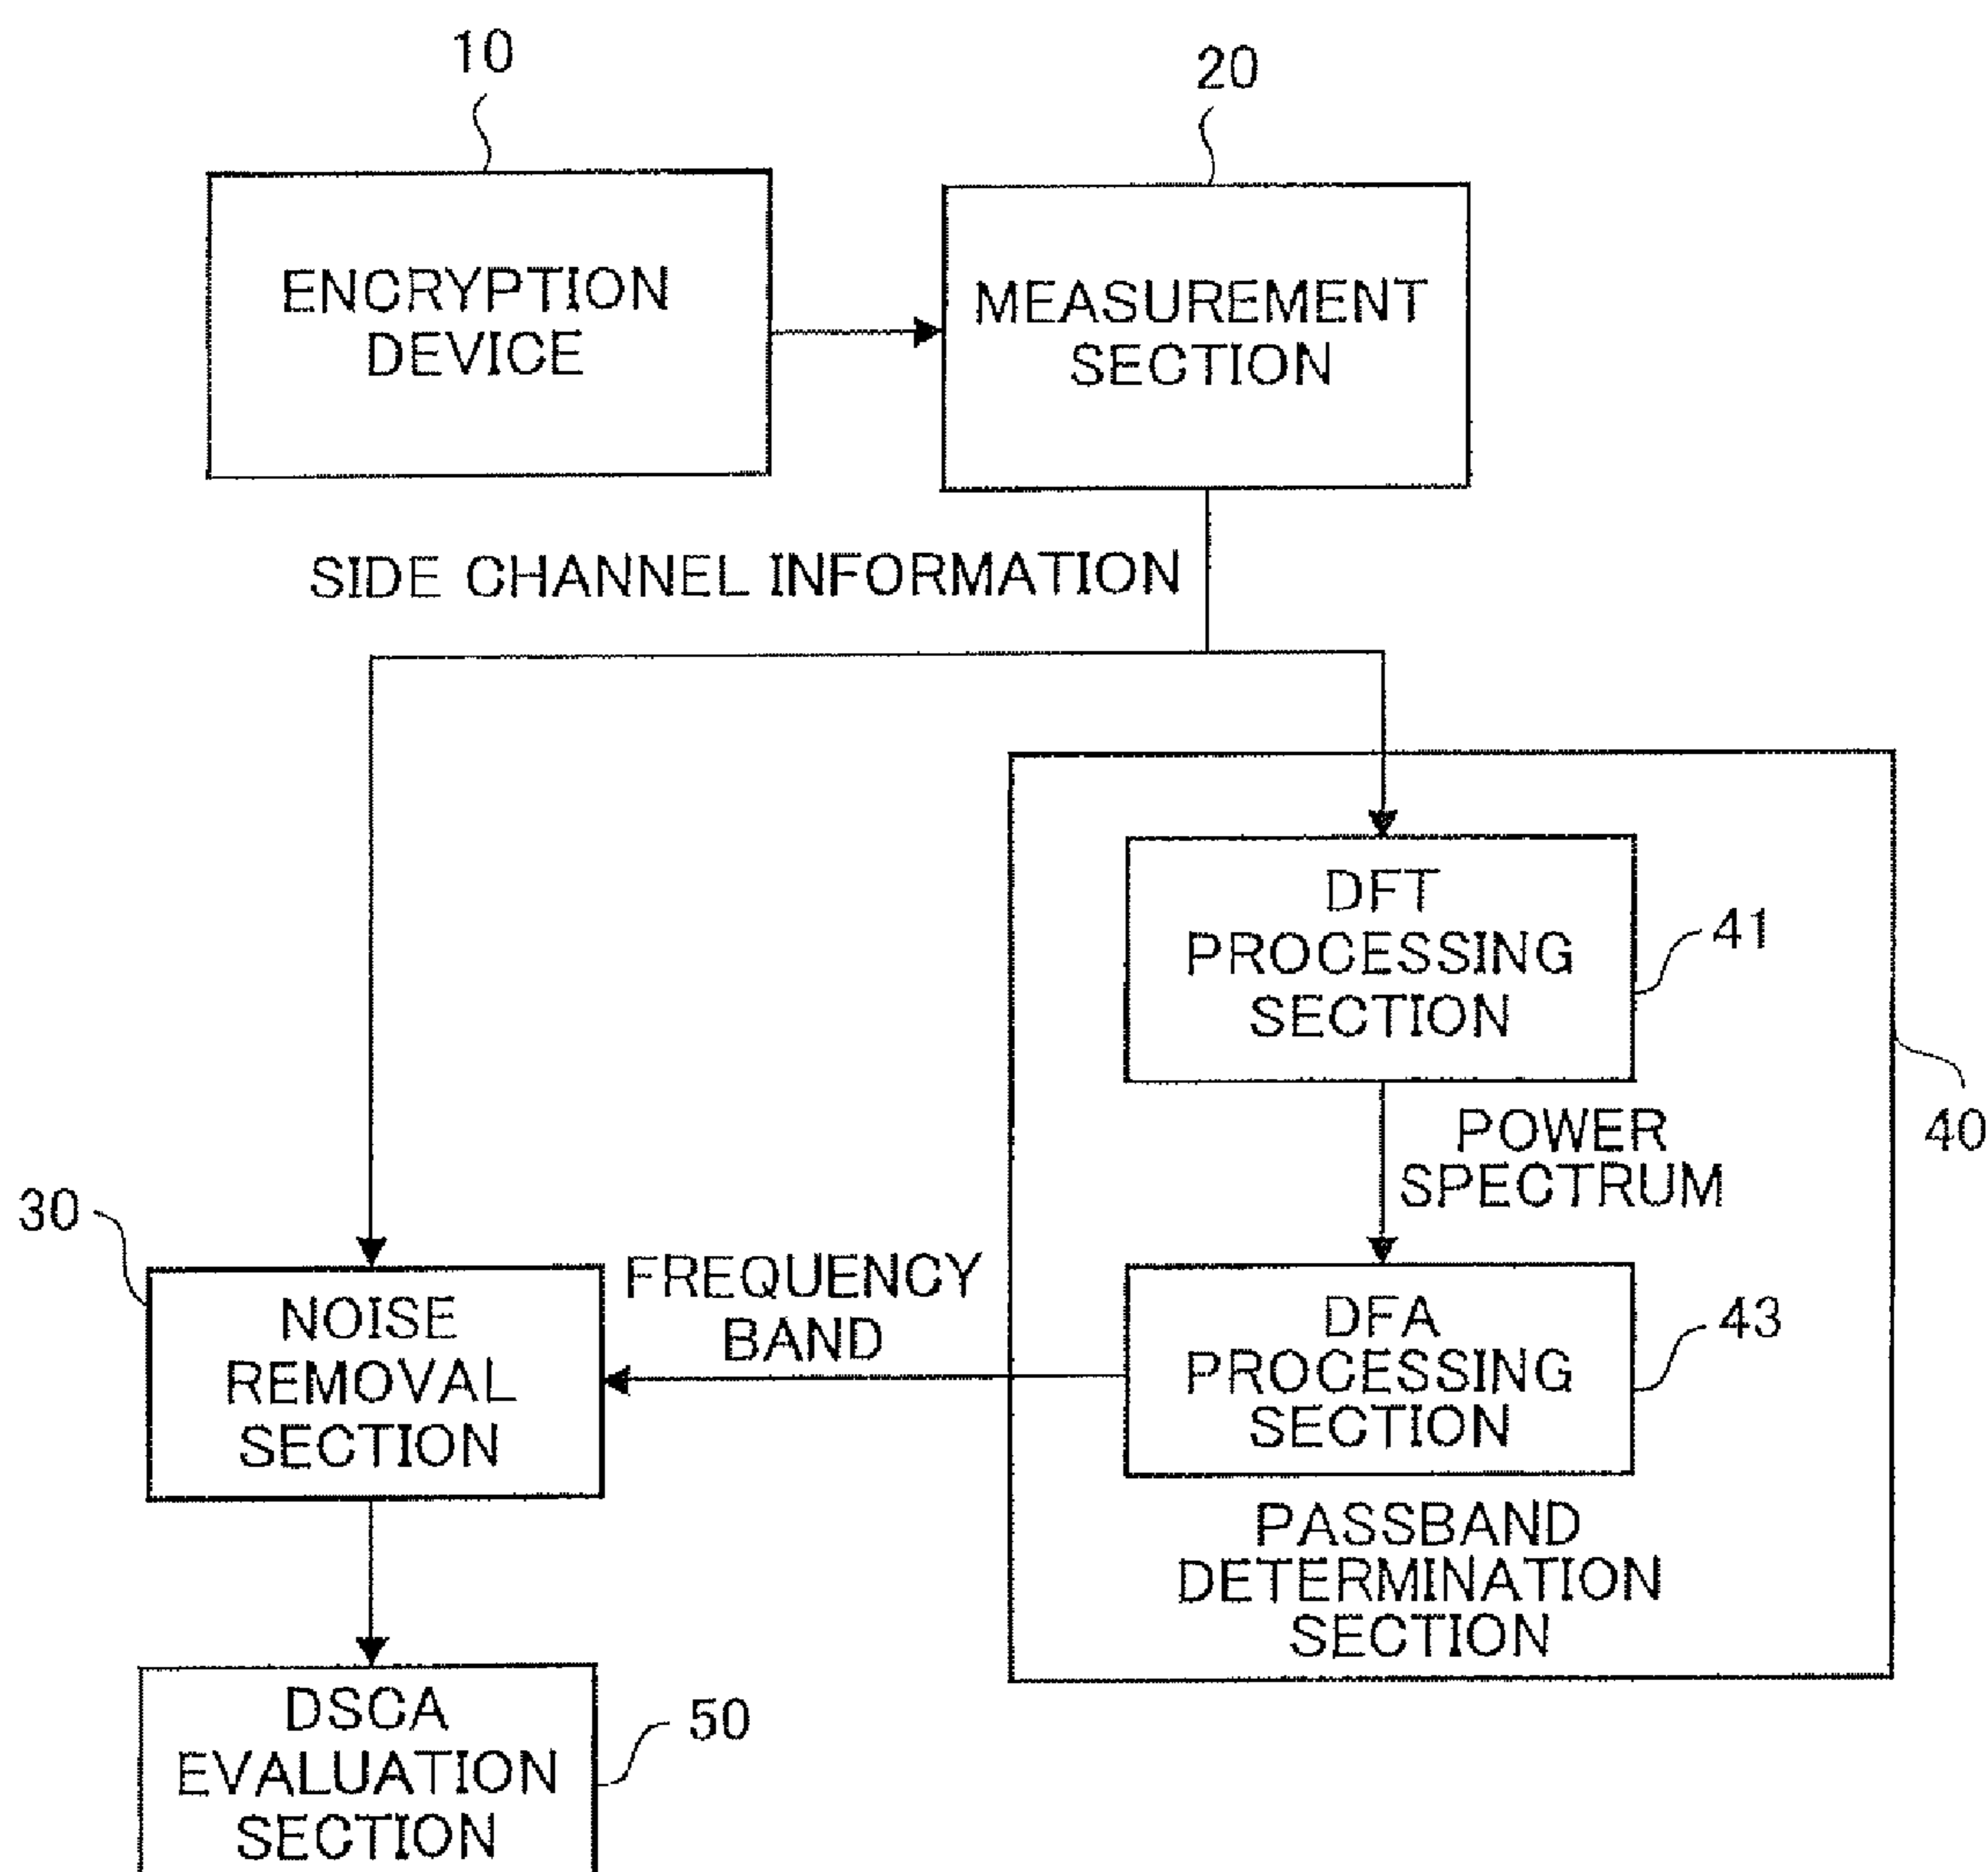 10
20
ENCRYPTION
DEVICE
MEASUREMENT
SECTION
SIDE CHANNEL INFORMATION
DFT
PROCESSING
SECTION
41
40
POWER
SPECTRUM
30
NOISE
REMOVAL
SECTION
FREQUENCY
BAND
DFA
PROCESSING
SECTION
43
PASSBAND
DETERMINATION
SECTION
DSCA
EVALUATION
SECTION
50